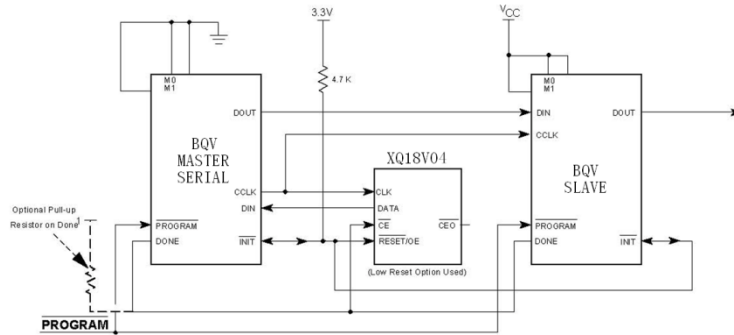 3.3V
VCC
M0
M1
4.7 K
M0
M1
DOUT
DIN
DOUT
BQV
MASTER
SERIAL
CCLK
XQ18V04
BQV
SLAVE
CCLK
CLK
DIN
DATA
Optional Pull-up
Resistor on Done1
PROGRAM
CE
CEO
PROGRAM
DONE
INIT
RESET/OE
DONE
INIT
(Low Reset Option Used)
PROGRAM